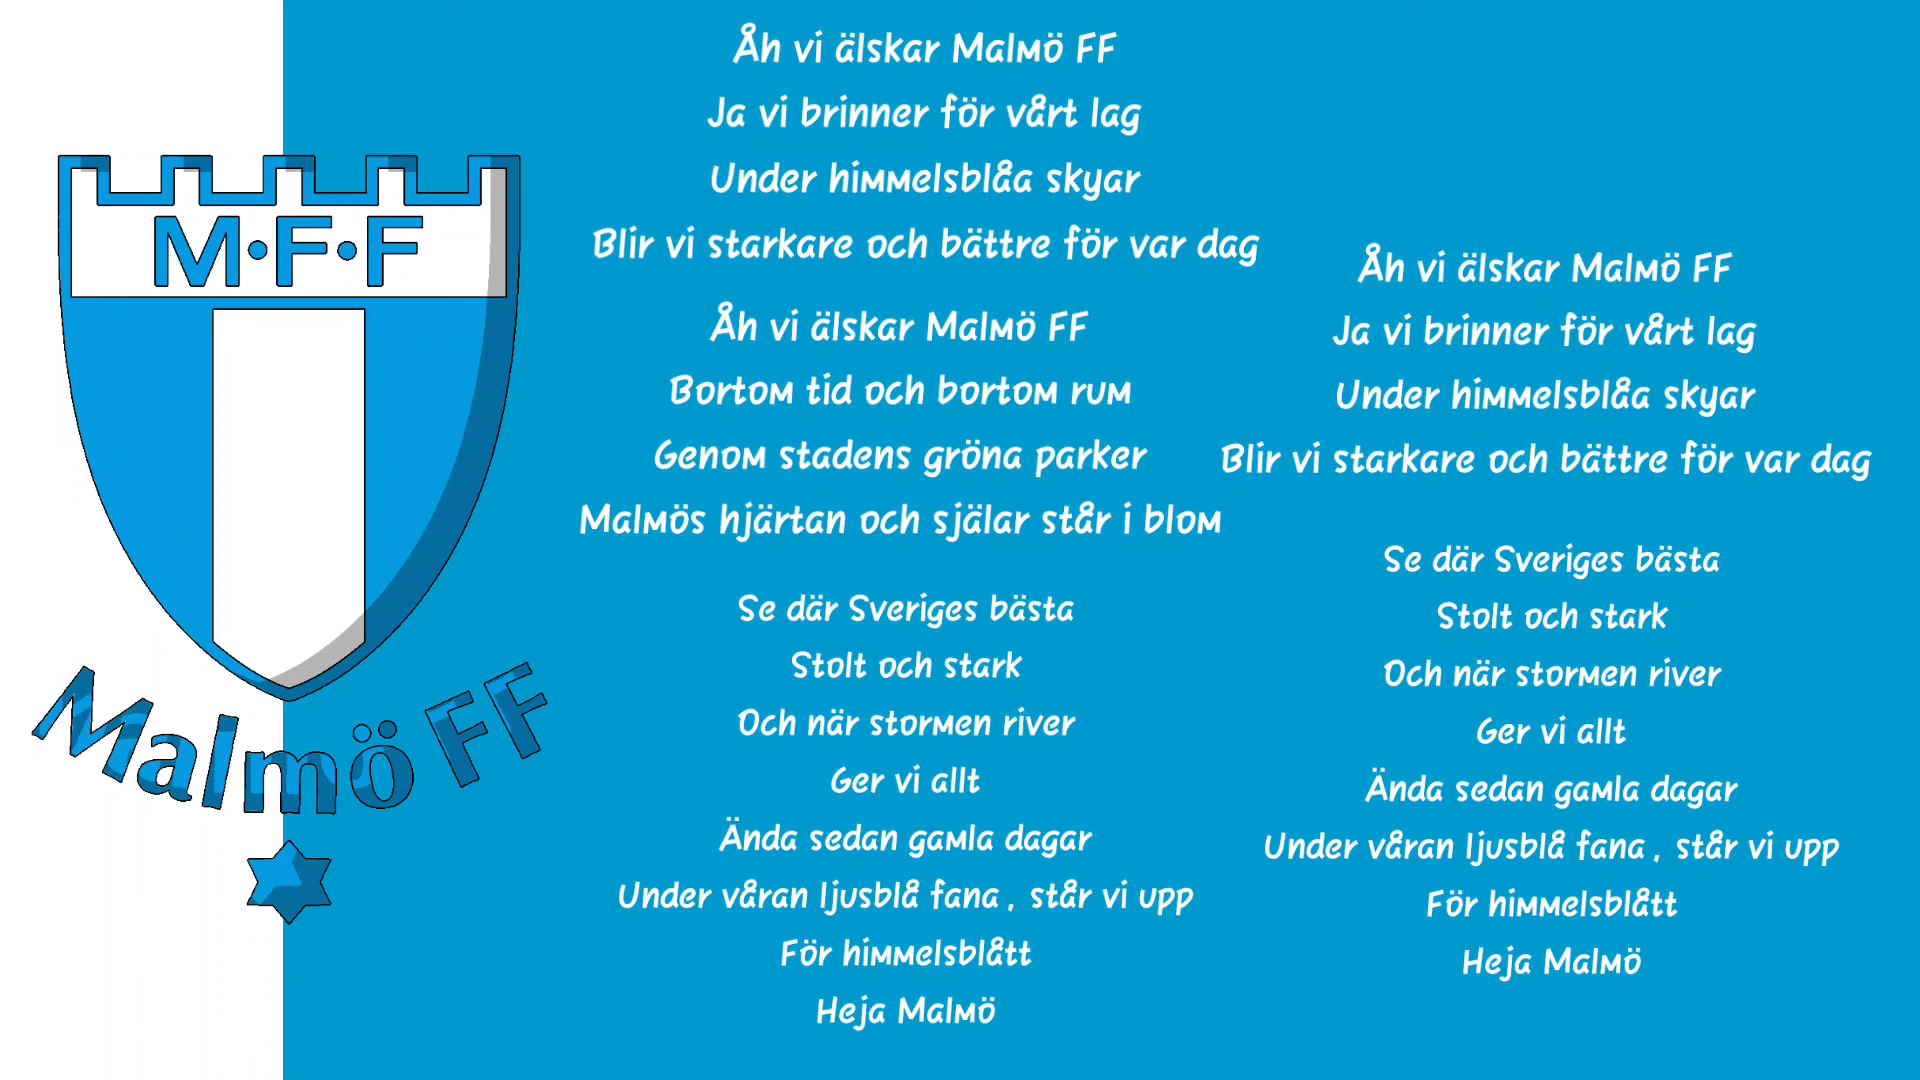 M·F·F
Malmö FF
Åh vi älskar Malmö FF
Ja vi brinner för vårt lag
Under himmelsblåa skyar
Blir vi starkare och bättre för var dag
Åh vi älskar Malmö FF
Bortom tid och bortom rum
Genom stadens gröna parker
Malmös hjärtan och själar står i blom
Se där Sveriges bästa
Stolt och stark
Och när stormen river
Ger vi allt
Ända sedan gamla dagar
Under våran ljusblå fana, står vi upp
För himmelsblått
Heja Malmö
Åh vi älskar Malmö FF
Ja vi brinner för vårt lag
Under himmelsblåa skyar
Blir vi starkare och bättre för var dag
Se där Sveriges bästa
Stolt och stark
Och när stormen river
Ger vi allt
Ända sedan gamla dagar
Under våran ljusblå fana, står vi upp
För himmelsblått
Heja Malmö